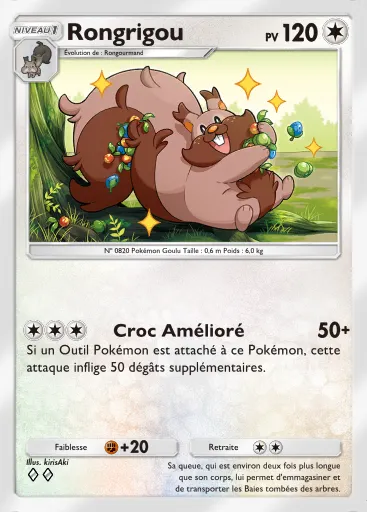 NIVEAU 1
Rongrigou
PV 120
Évolution de : Rongourmand
N° 0820 Pokémon Goulu Taille : 0,6 m Poids : 6,0 kg
Croc Amélioré 50+
Si un Outil Pokémon est attaché à ce Pokémon, cette
attaque inflige 50 dégâts supplémentaires.
Faiblesse +20 Retraite
Illus. kirisAki
Sa queue, qui est environ deux fois plus longue
que son corps, lui permet d'emmagasiner et
de transporter les Baies tombées des arbres.